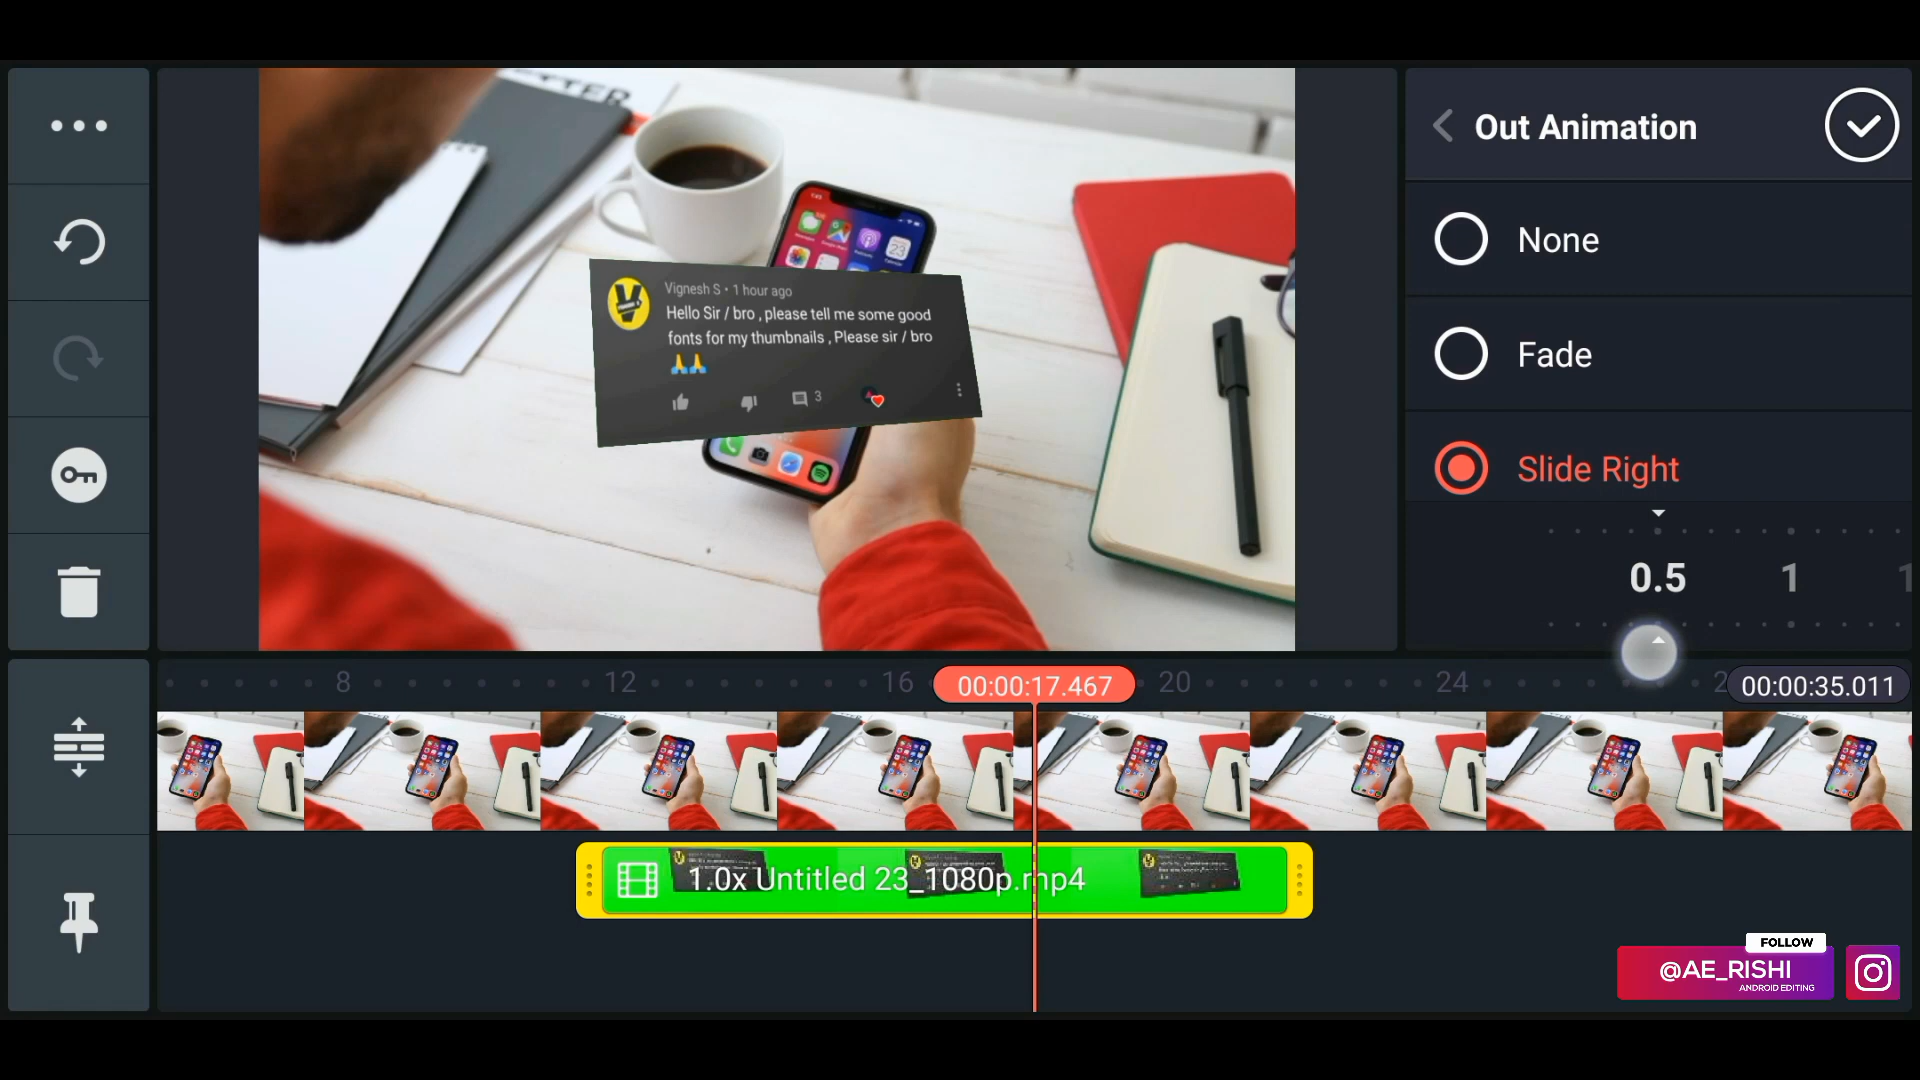 Out Animation
None
Fade
Slide Right
0.5 1
Vignesh S • 1 hour ago
Hello Sir / bro , please tell me some good
fonts for my thumbnails , Please sir / bro
🙏🙏
3
23
8 12 16 00:00:17.467 20 24 00:00:35.011
1.0x Untitled 23_1080p.mp4
FOLLOW
@AE_RISHI
ANDROID EDITING